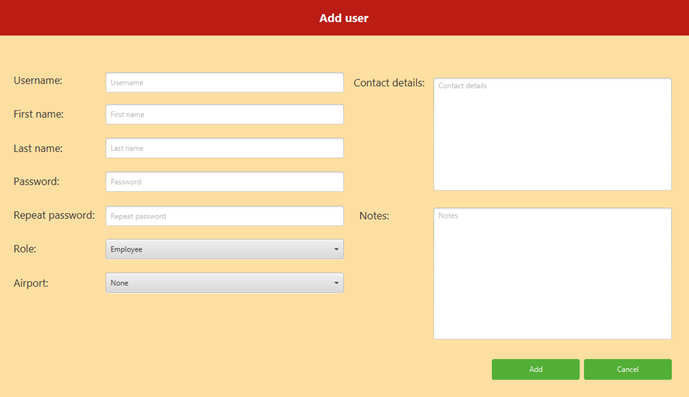 Add user
Username:
Username
First name:
First name
Last name:
Last name
Password:
Password
Repeat password:
Repeat password
Role:
Employee
Airport:
None
Contact details:
Contact details
Notes:
Notes
Add
Cancel